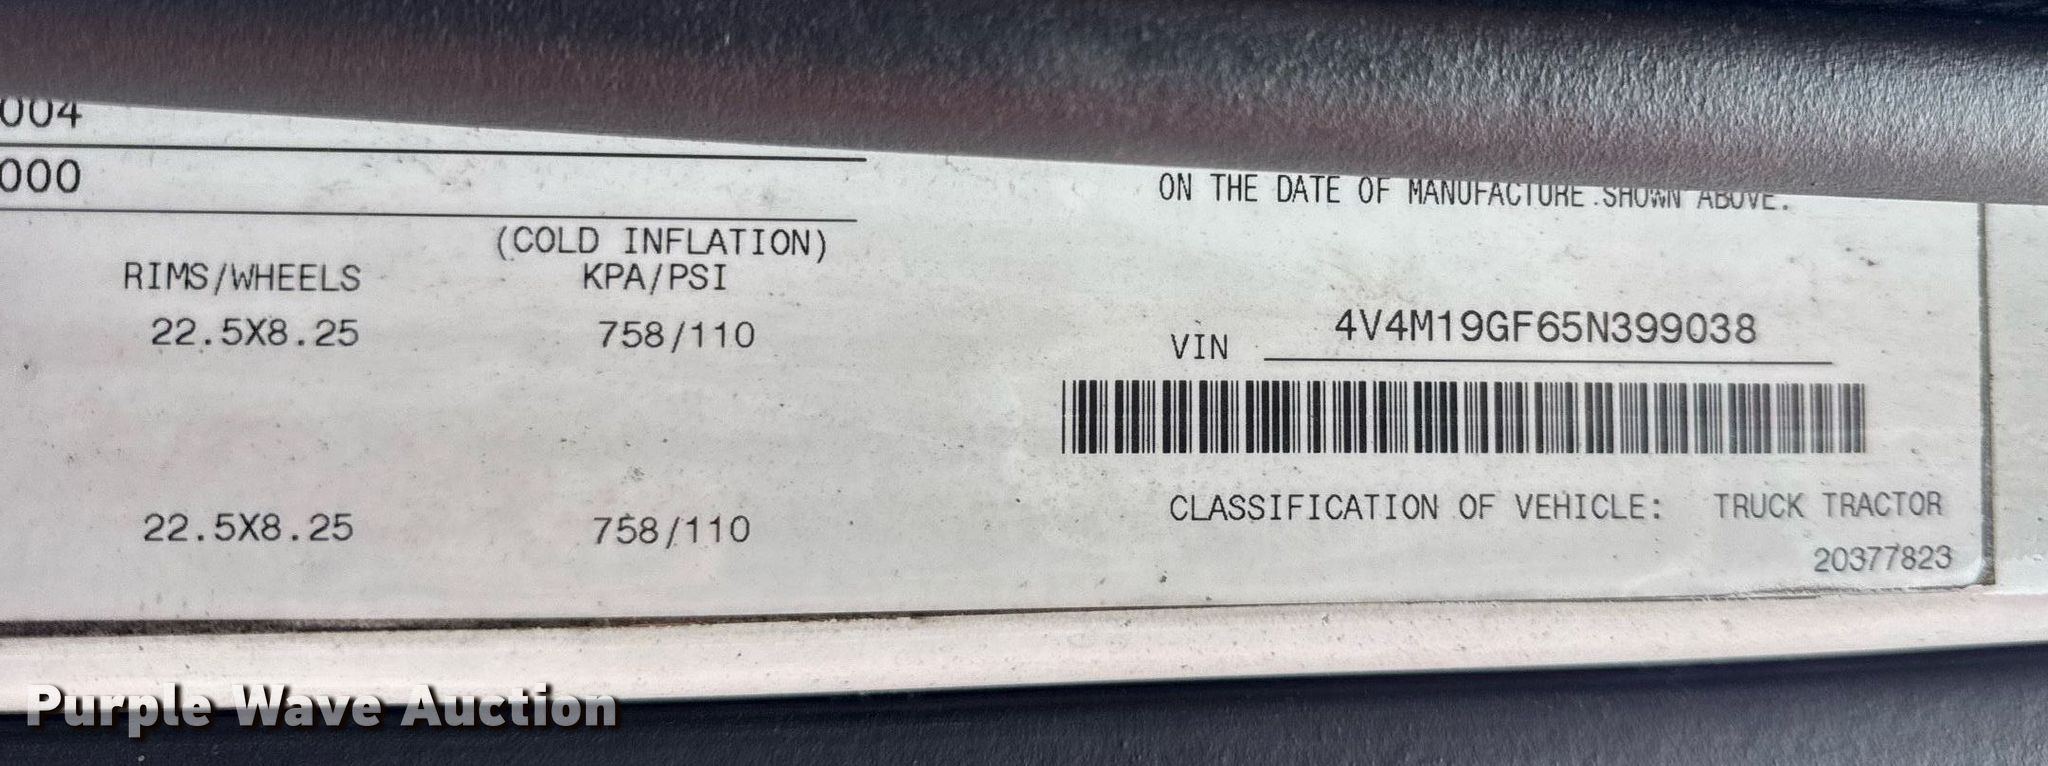 004
000
ON THE DATE OF MANUFACTURE SHOWN ABOVE.
(COLD INFLATION)
RIMS/WHEELS KPA/PSI
22.5X8.25 758/110
VIN 4V4M19GF65N399038
22.5X8.25 758/110
CLASSIFICATION OF VEHICLE: TRUCK TRACTOR
20377823
Purple Wave Auction